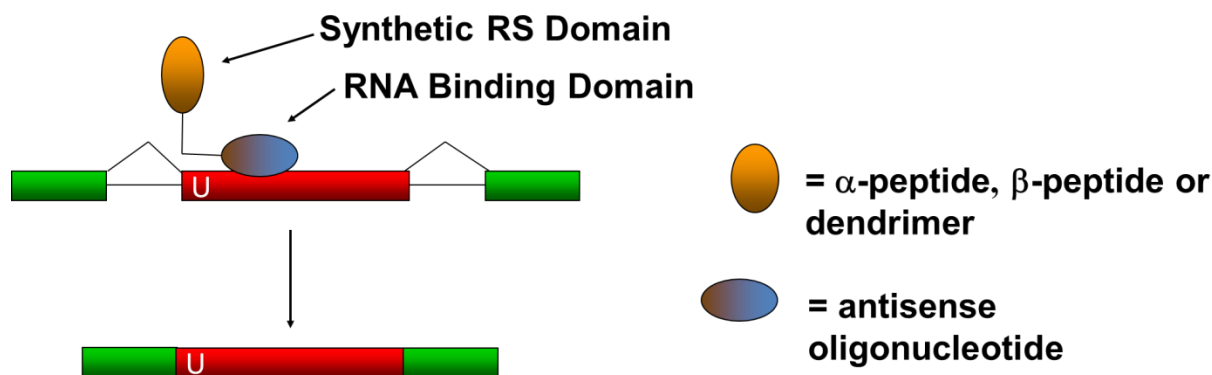 Synthetic RS Domain
RNA Binding Domain
U
= α-peptide, β-peptide or
dendrimer
= antisense
oligonucleotide
U